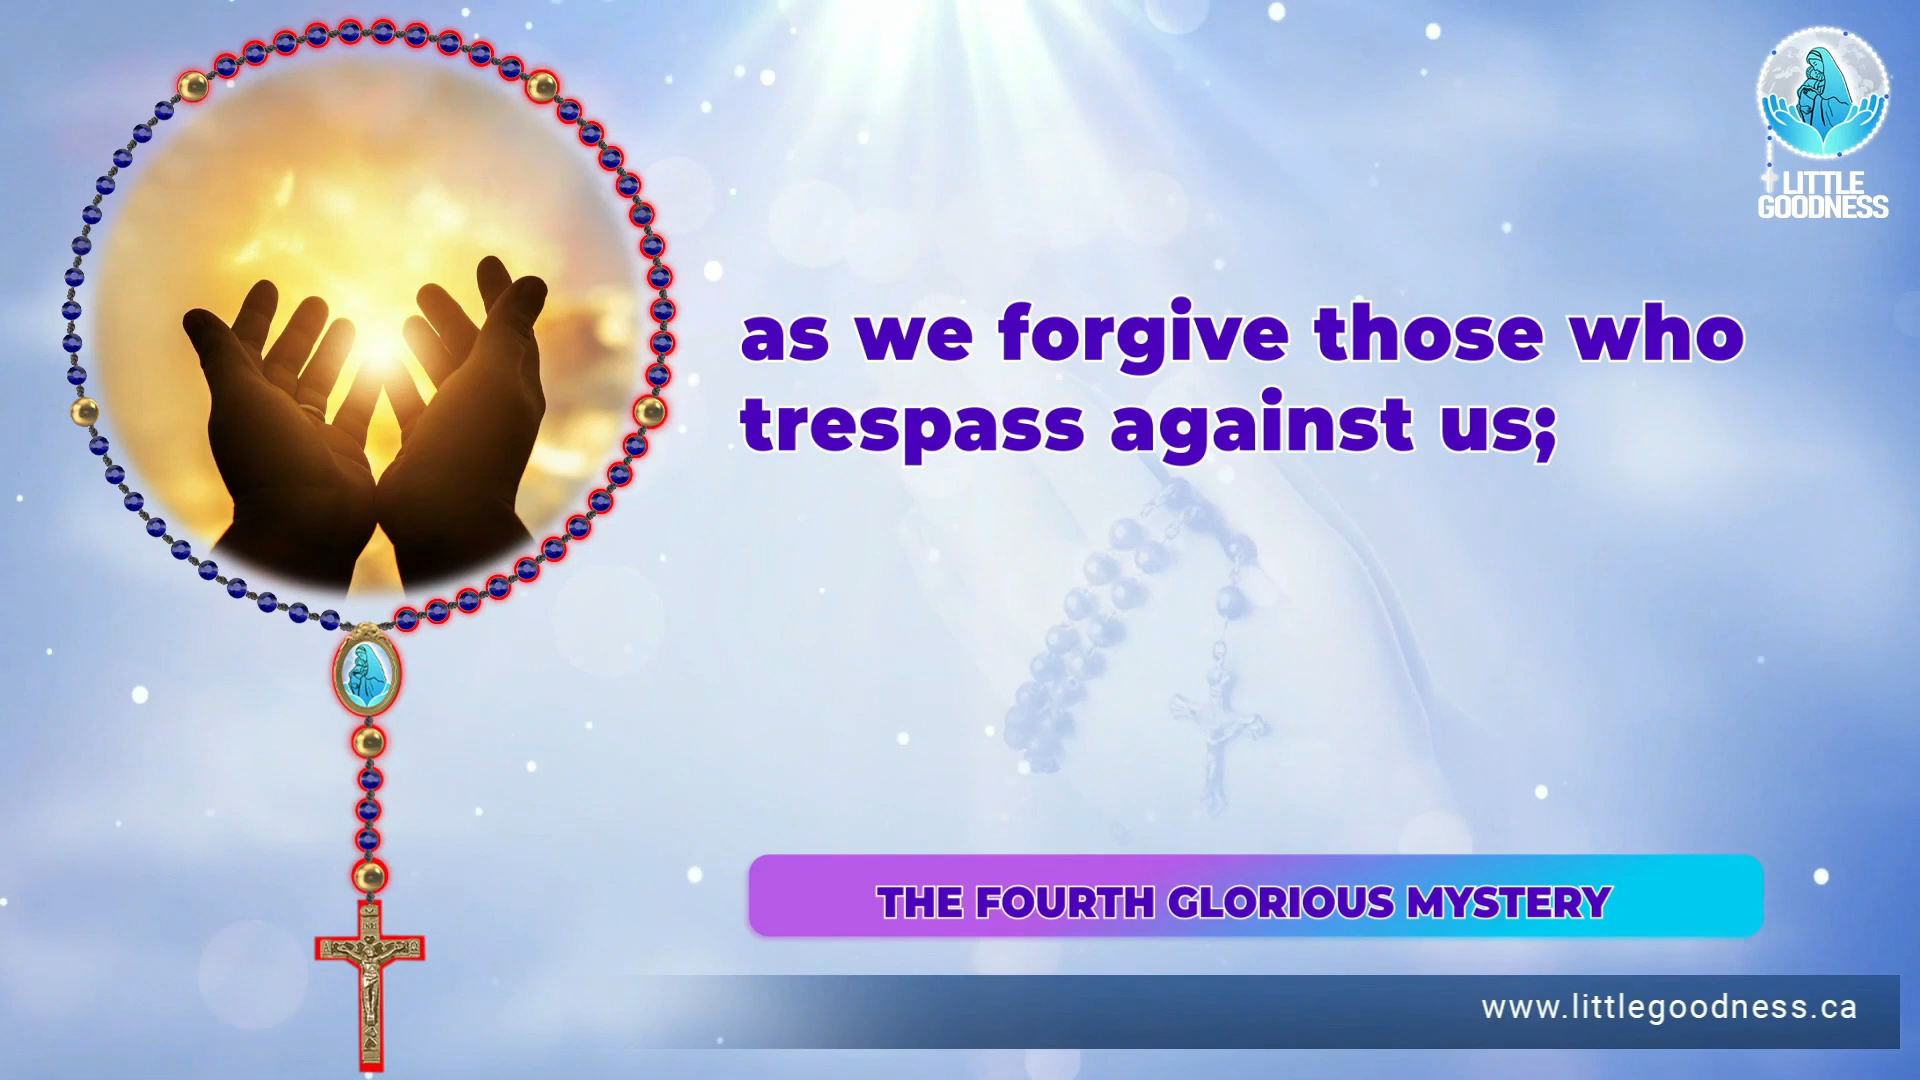 LITTLE
GOODNESS
as we forgive those who
trespass against us;
THE FOURTH GLORIOUS MYSTERY
www.littlegoodness.ca